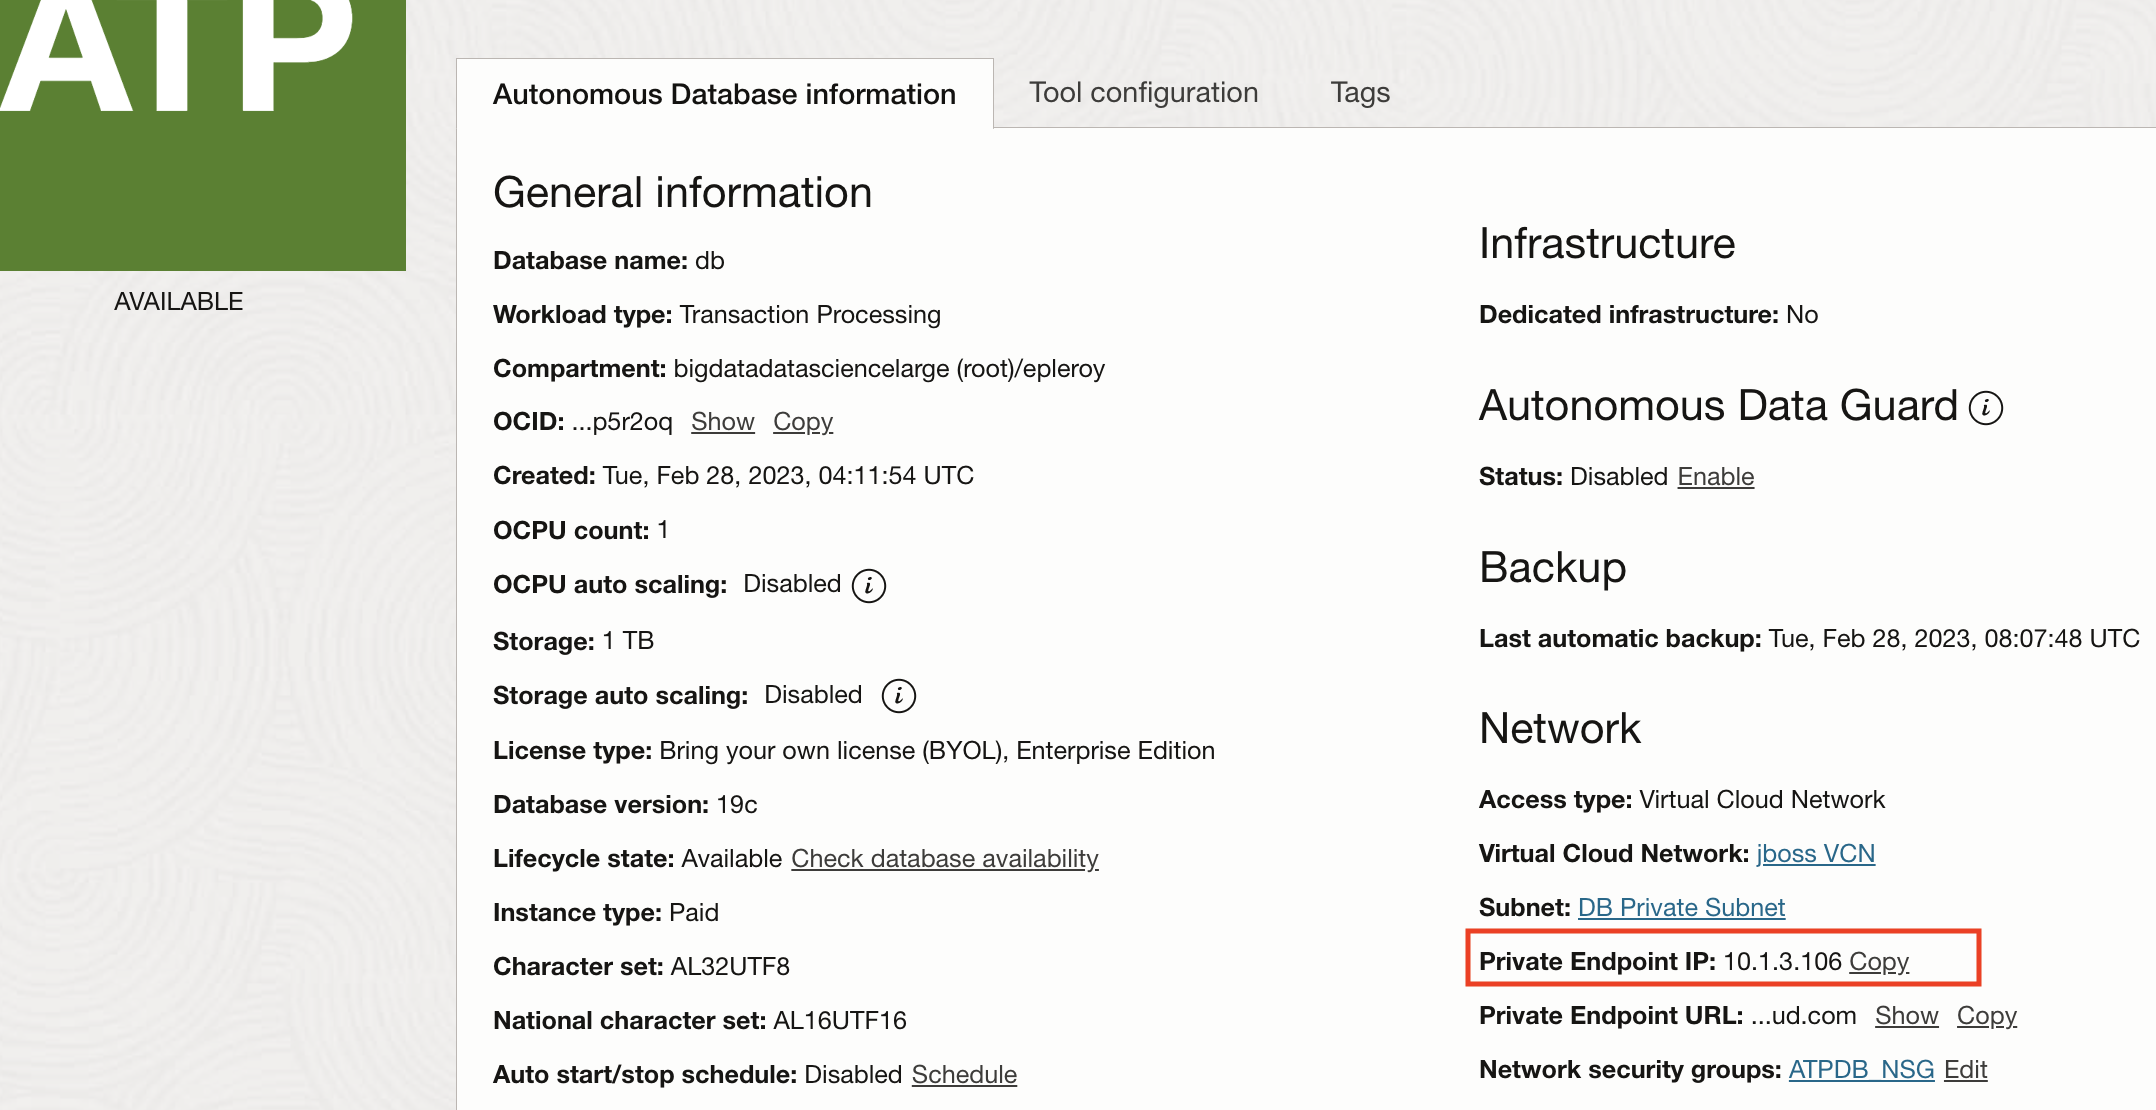 ATP
AVAILABLE
Autonomous Database information
Tool configuration
Tags
General information
Database name: db
Workload type: Transaction Processing
Compartment: bigdatadatasciencelarge (root)/epleroy
OCID: ...p5r2oq Show Copy
Created: Tue, Feb 28, 2023, 04:11:54 UTC
OCPU count: 1
OCPU auto scaling: Disabled i
Storage: 1 TB
Storage auto scaling: Disabled i
License type: Bring your own license (BYOL), Enterprise Edition
Database version: 19c
Lifecycle state: Available Check database availability
Instance type: Paid
Character set: AL32UTF8
National character set: AL16UTF16
Auto start/stop schedule: Disabled Schedule
Infrastructure
Dedicated infrastructure: No
Autonomous Data Guard i
Status: Disabled Enable
Backup
Last automatic backup: Tue, Feb 28, 2023, 08:07:48 UTC
Network
Access type: Virtual Cloud Network
Virtual Cloud Network: jboss VCN
Subnet: DB Private Subnet
Private Endpoint IP: 10.1.3.106 Copy
Private Endpoint URL: ...ud.com Show Copy
Network security groups: ATPDB_NSG Edit